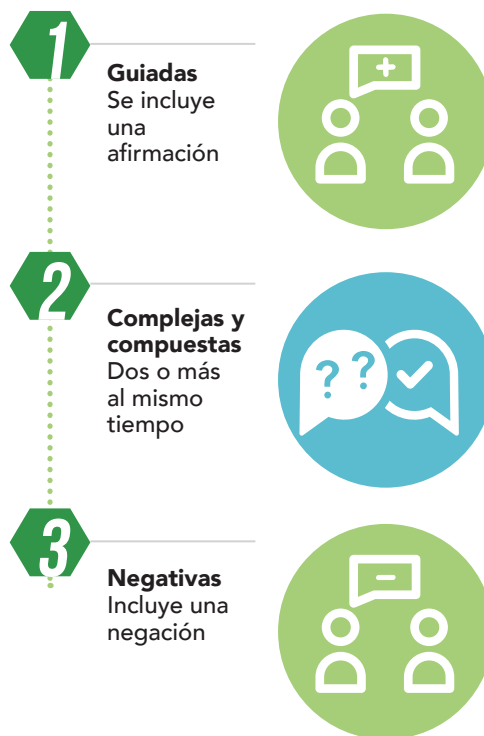 1
Guiadas
Se incluye
una
afirmación
2
Complejas y
compuestas
Dos o más
al mismo
tiempo
? ?
3
Negativas
Incluye una
negación